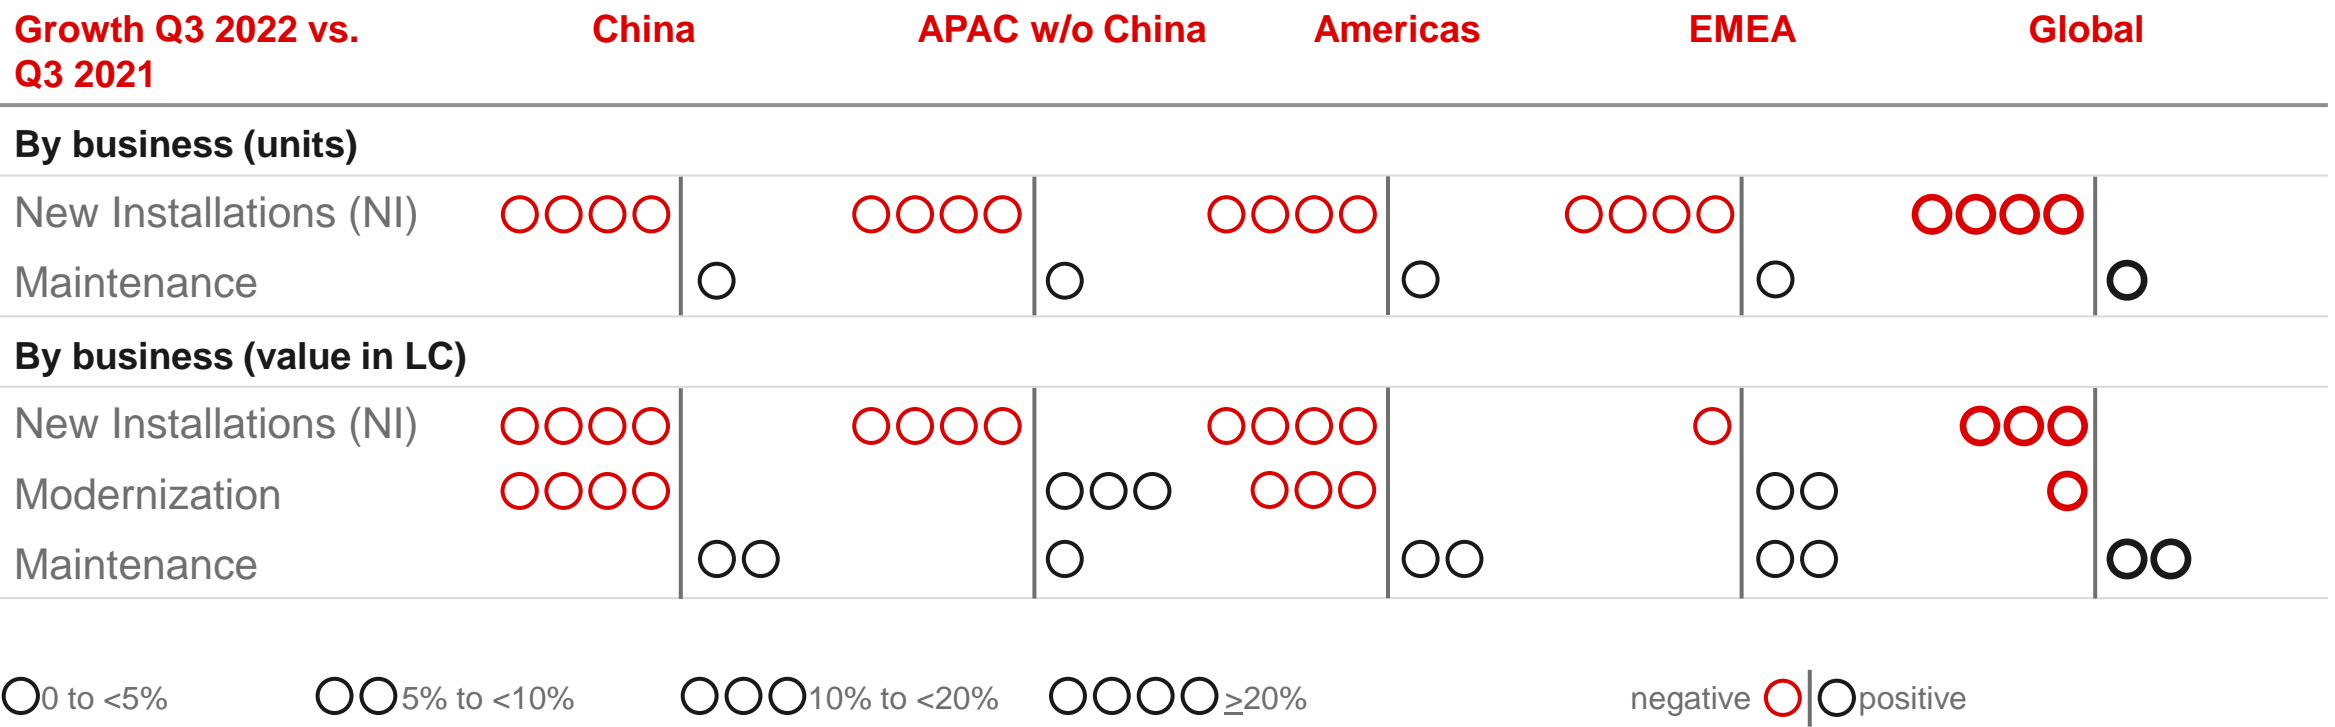 Growth Q3 2022 vs. China APAC w/o China Americas EMEA Global
Q3 2021
By business (units)
New Installations (NI)
Maintenance
By business (value in LC)
New Installations (NI)
Modernization
Maintenance
0 to <5% 5% to <10% 10% to <20% ≥20% negative positive